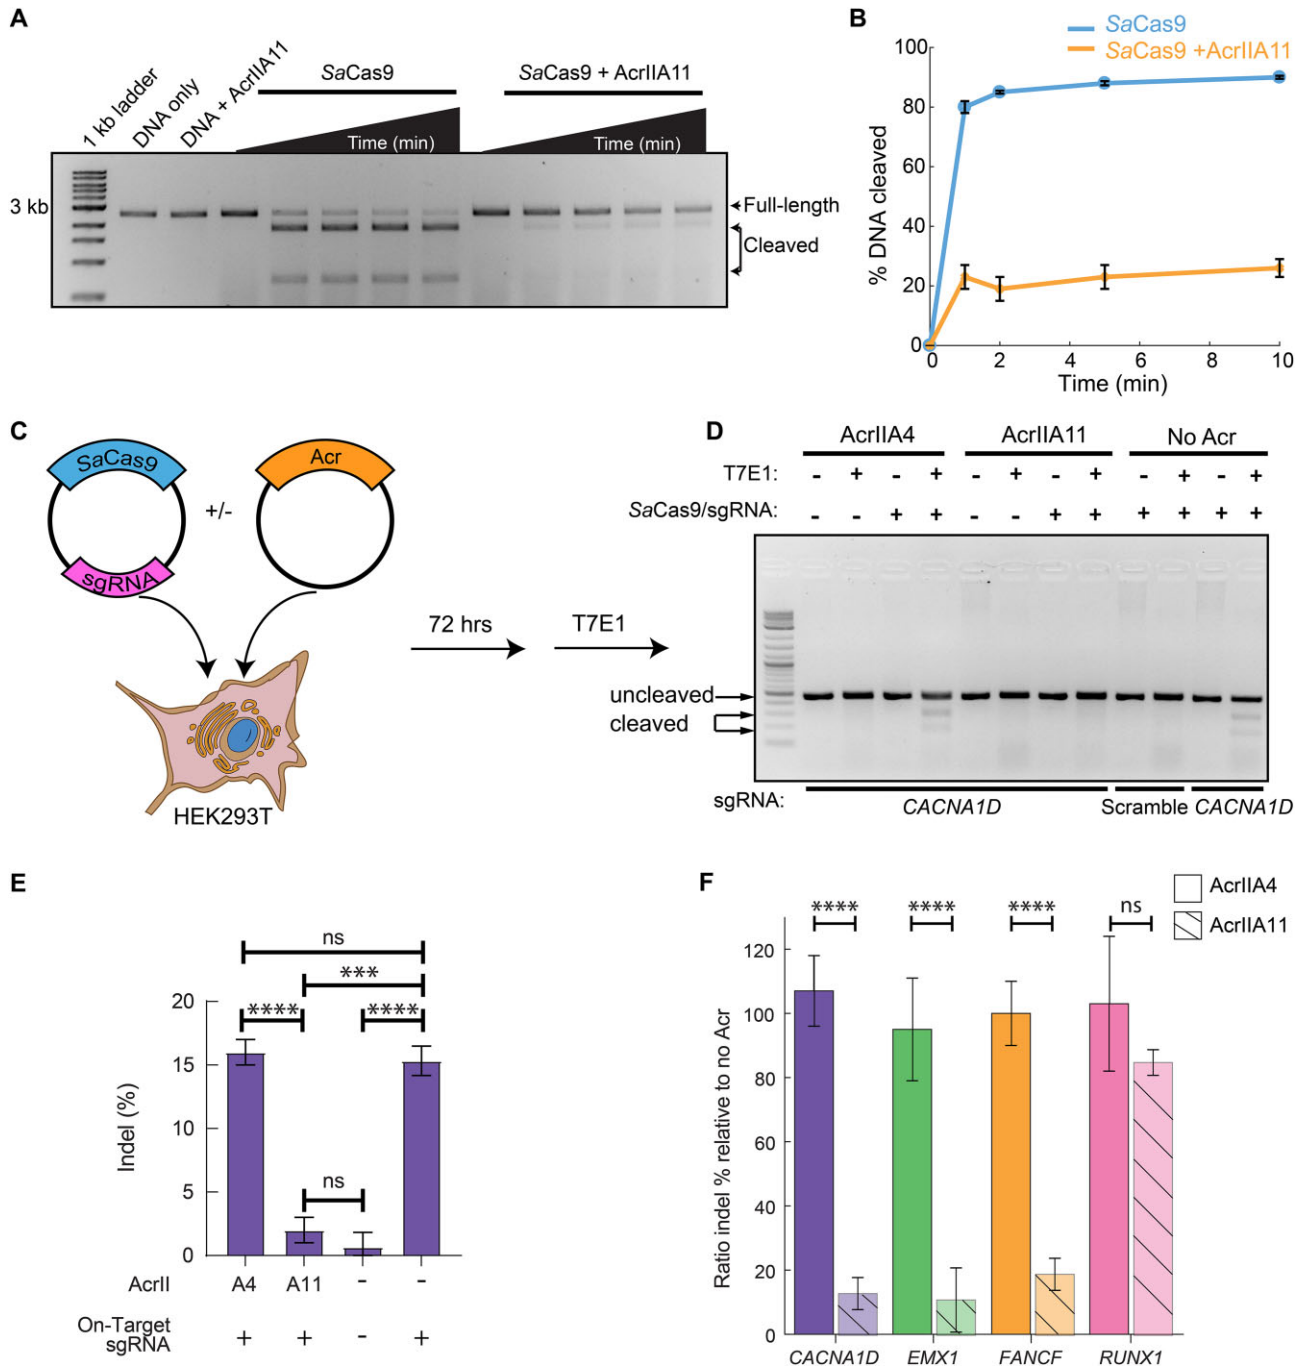 A
1 kb ladder
DNA only
DNA + AcrIIA11
SaCas9
SaCas9 + AcrIIA11
Time (min)
Time (min)
3 kb
Full-length
Cleaved
B
SaCas9
SaCas9 +AcrIIA11
% DNA cleaved
100
80
60
40
20
0
0 2 4 6 8 10
Time (min)
C
SaCas9
sgRNA
+/-
Acr
HEK293T
72 hrs
T7E1
D
AcrIIA4 AcrIIA11 No Acr
T7E1: - + - + - + - + - + - +
SaCas9/sgRNA: - - + + - - + + + + + +
uncleaved
cleaved
sgRNA: CACNA1D Scramble CACNA1D
E
ns
***
**** ****
ns
Indel (%)
20
15
10
5
0
AcrII A4 A11 - -
On-Target
sgRNA + + - +
F
AcrIIA4
AcrIIA11
**** **** **** ns
Ratio indel % relative to no Acr
120
100
80
60
40
20
0
CACNA1D EMX1 FANCF RUNX1